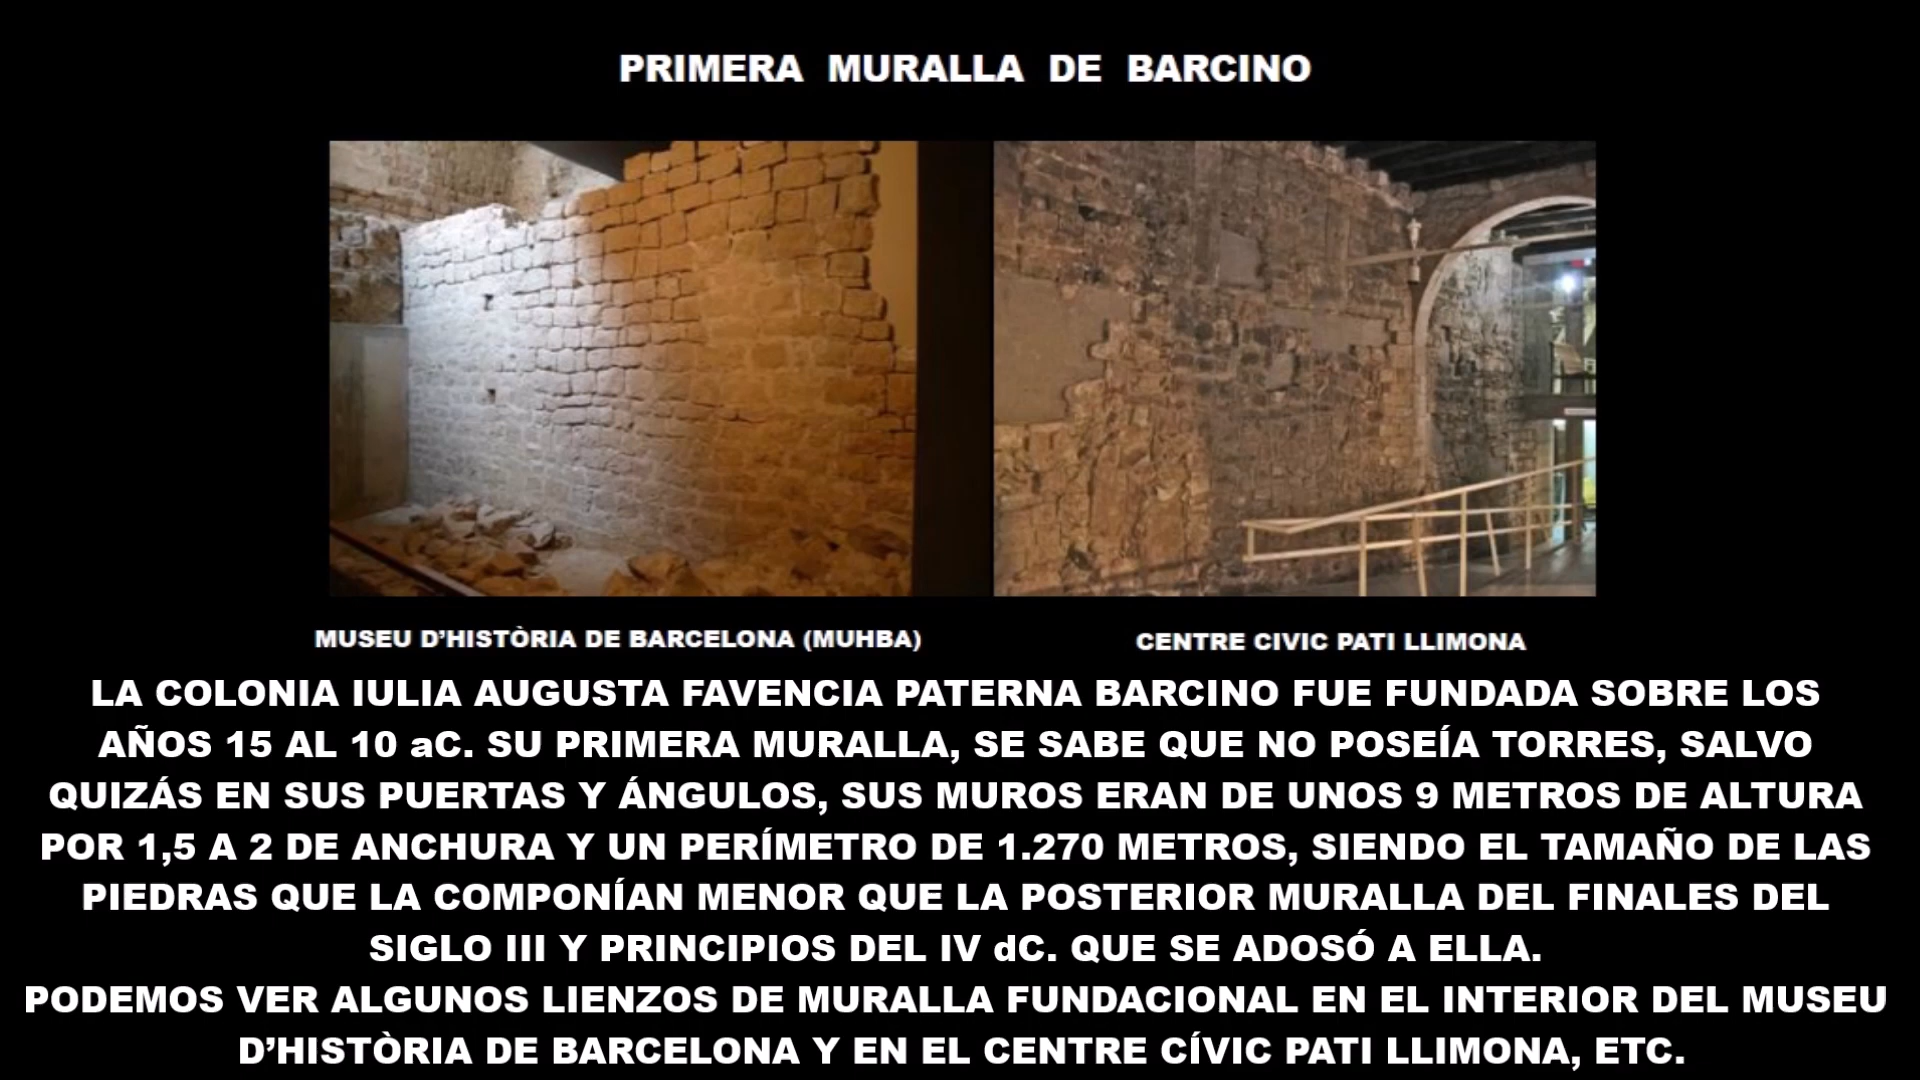 PRIMERA MURALLA DE BARCINO
MUSEU D'HISTÒRIA DE BARCELONA (MUHBA)
CENTRE CIVIC PATI LLIMONA
LA COLONIA IULIA AUGUSTA FAVENCIA PATERNA BARCINO FUE FUNDADA SOBRE LOS
AÑOS 15 AL 10 aC. SU PRIMERA MURALLA, SE SABE QUE NO POSEÍA TORRES, SALVO
QUIZÁS EN SUS PUERTAS Y ÁNGULOS, SUS MUROS ERAN DE UNOS 9 METROS DE ALTURA
POR 1,5 A 2 DE ANCHURA Y UN PERÍMETRO DE 1.270 METROS, SIENDO EL TAMAÑO DE LAS
PIEDRAS QUE LA COMPONÍAN MENOR QUE LA POSTERIOR MURALLA DEL FINALES DEL
SIGLO III Y PRINCIPIOS DEL IV dC. QUE SE ADOSÓ A ELLA.
PODEMOS VER ALGUNOS LIENZOS DE MURALLA FUNDACIONAL EN EL INTERIOR DEL MUSEU
D'HISTÒRIA DE BARCELONA Y EN EL CENTRE CÍVIC PATI LLIMONA, ETC.